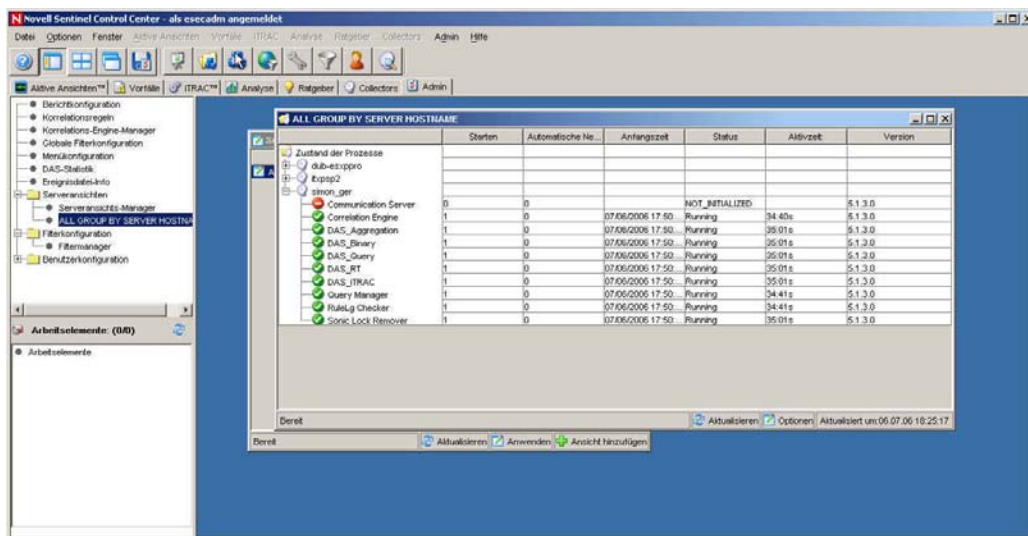 Novell Sentinel Control Center - als esecadm angemeldet
Datei Optionen Fenster Aktive Ansichten Vorfälle iTRAC Analyse Ratgeber Collectors Admin Hilfe
Aktive Ansichten™ Vorfälle iTRAC™ Analyse Ratgeber Collectors Admin
Berichtkonfiguration
Korrelationsregeln
Korrelations-Engine-Manager
Globale Filterkonfiguration
Menükonfiguration
DAS-Statistik
Ereignisdatei-Info
Serveransichten
Serveransichts-Manager
ALL GROUP BY SERVER HOSTNA
Filterkonfiguration
Filtermanager
Benutzerkonfiguration
Arbeitselemente: (0/0)
Arbeitselemente
ALL GROUP BY SERVER HOSTNAME
Starten Automatische Ne... Anfangszeit Status Aktivzeit Version
Zustand der Prozesse
dub-esxppro
itxpsp2
simon_ger
Communication Server 0 0 NOT_INITIALIZED 5.1.3.0
Correlation Engine 1 0 07/06/2006 17:50... Running 34:40s 5.1.3.0
DAS_Aggregation 1 0 07/06/2006 17:50... Running 35:01s 5.1.3.0
DAS_Binary 1 0 07/06/2006 17:50... Running 35:01s 5.1.3.0
DAS_Query 1 0 07/06/2006 17:50... Running 35:01s 5.1.3.0
DAS_RT 1 0 07/06/2006 17:50... Running 35:01s 5.1.3.0
DAS_iTRAC 1 0 07/06/2006 17:50... Running 35:01s 5.1.3.0
Query Manager 1 0 07/06/2006 17:50... Running 34:41s 5.1.3.0
RuleLg Checker 1 0 07/06/2006 17:50... Running 34:41s 5.1.3.0
Sonic Lock Remover 1 0 07/06/2006 17:50... Running 35:01s 5.1.3.0
Bereit Aktualisieren Optionen Aktualisiert um:06.07.06 18:25:17
Bereit Aktualisieren Anwenden Ansicht hinzufügen